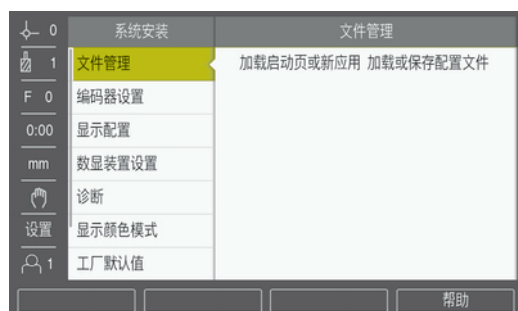 0
1
F 0
0:00
mm
设置
1
系统安装
文件管理
编码器设置
显示配置
数显装置设置
诊断
显示颜色模式
工厂默认值
文件管理
加载启动页或新应用 加载或保存配置文件
帮助